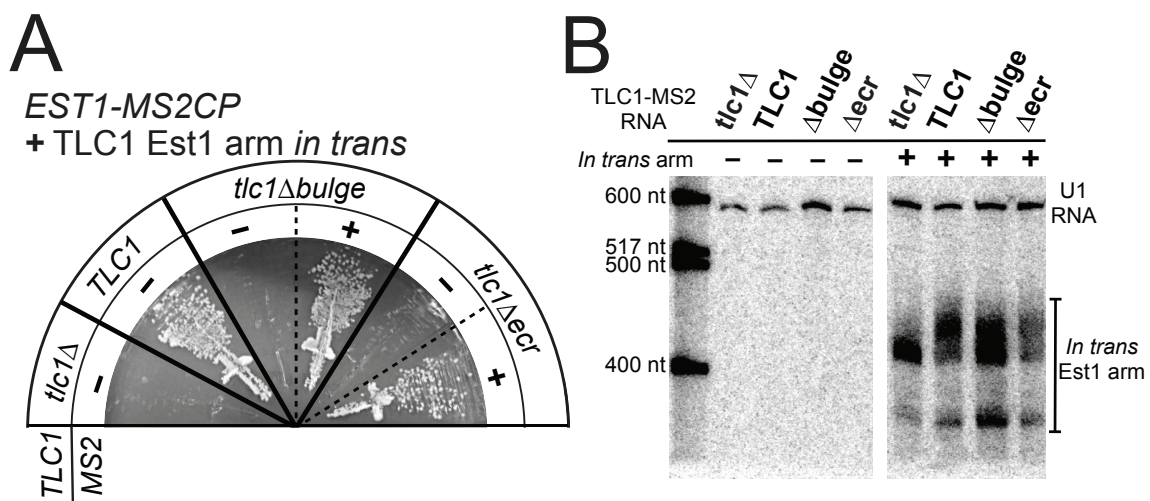 A
EST1-MS2CP
+ TLC1 Est1 arm in trans
tlc1Δ
TLC1
tlc1Δbulge
tlc1Δecr
− − − + − +
TLC1
MS2
B
TLC1-MS2
RNA
tlc1Δ TLC1 Δbulge Δecr tlc1Δ TLC1 Δbulge Δecr
In trans arm − − − − + + + +
600 nt
517 nt
500 nt
400 nt
U1
RNA
In trans
Est1 arm